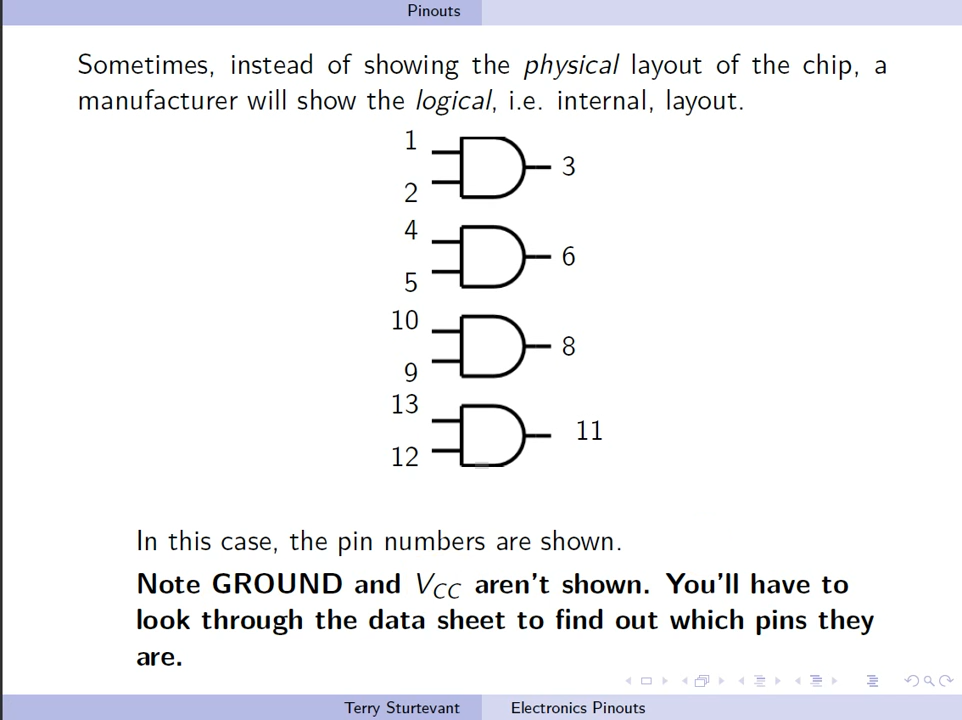 Pinouts
Sometimes, instead of showing the physical layout of the chip, a
manufacturer will show the logical, i.e. internal, layout.
1
2
3
4
5
6
10
9
8
13
12
11
In this case, the pin numbers are shown.
Note GROUND and VCC aren't shown. You'll have to
look through the data sheet to find out which pins they
are.
Terry Sturtevant
Electronics Pinouts